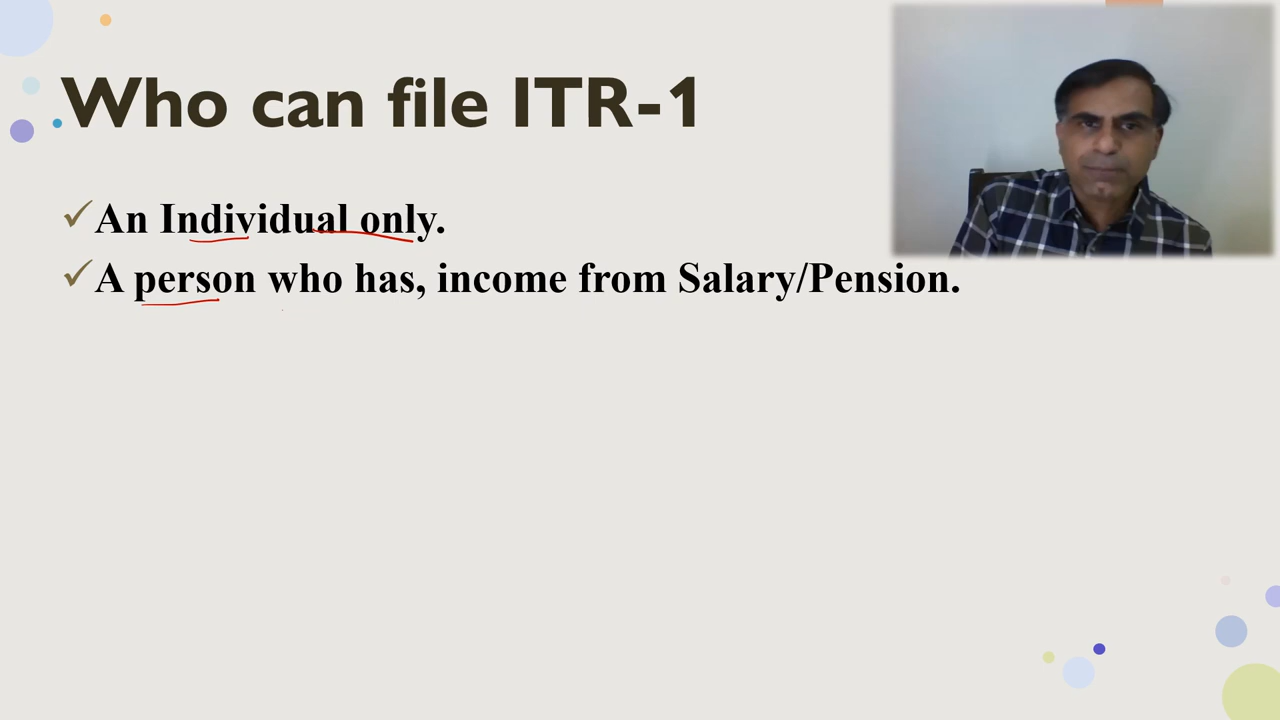 Who can file ITR-1
✓An Individual only.
✓A person who has, income from Salary/Pension.